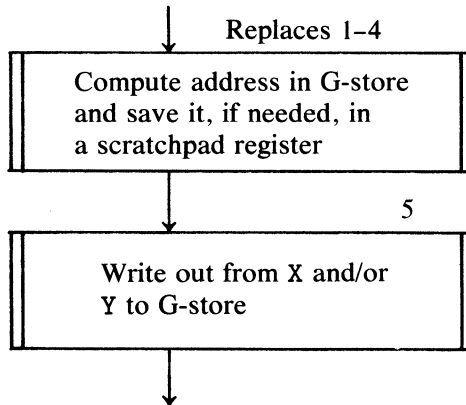 Replaces 1–4
Compute address in G-store
and save it, if needed, in
a scratchpad register
5
Write out from X and/or
Y to G-store